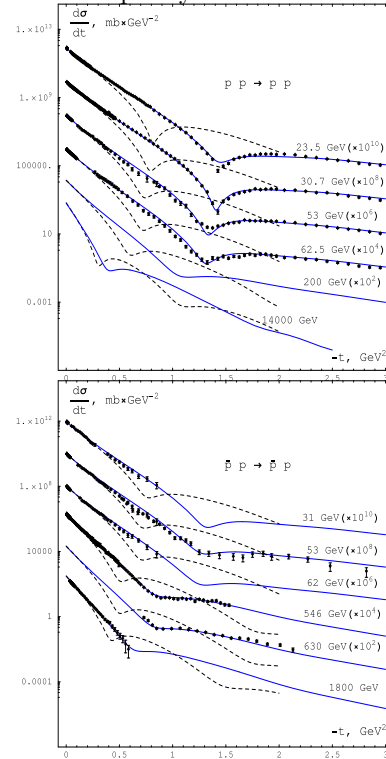 dσ/dt, mb×GeV⁻²
1.×10¹⁰
1.×10⁹
100000.
10
0.001
p p → p p
23.5 GeV(×10¹⁰)
30.7 GeV(×10⁸)
53 GeV(×10⁶)
62.5 GeV(×10⁴)
200 GeV(×10²)
14000 GeV
-t, GeV²
0 0.5 1 1.5 2 2.5 3
dσ/dt, mb×GeV⁻²
1.×10¹²
1.×10⁸
10000
1
0.0001
p̄ p → p̄ p
31 GeV(×10¹⁰)
53 GeV(×10⁸)
62 GeV(×10⁶)
546 GeV(×10⁴)
630 GeV(×10²)
1800 GeV
-t, GeV²
0 0.5 1 1.5 2 2.5 3